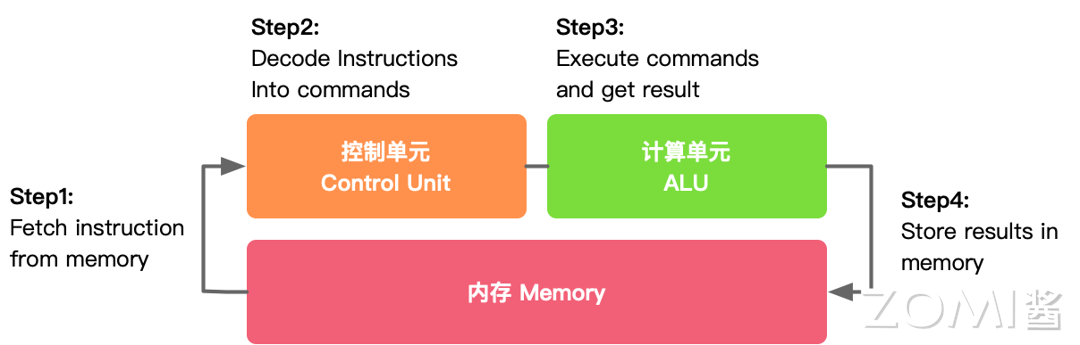 Step2:
Decode Instructions
Into commands
Step3:
Execute commands
and get result
控制单元
Control Unit
计算单元
ALU
Step1:
Fetch instruction
from memory
Step4:
Store results in
memory
内存 Memory
ZOMI酱